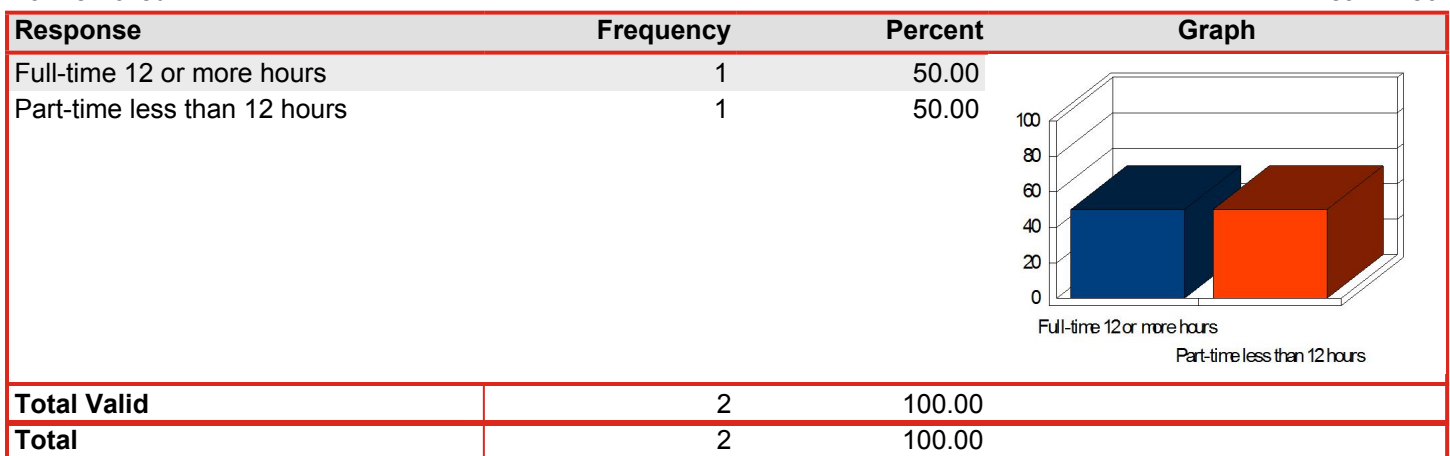 Response Frequency Percent Graph
Full-time 12 or more hours 1 50.00
Part-time less than 12 hours 1 50.00
100
80
60
40
20
0
Full-time 12 or more hours
Part-time less than 12 hours
Total Valid 2 100.00
Total 2 100.00